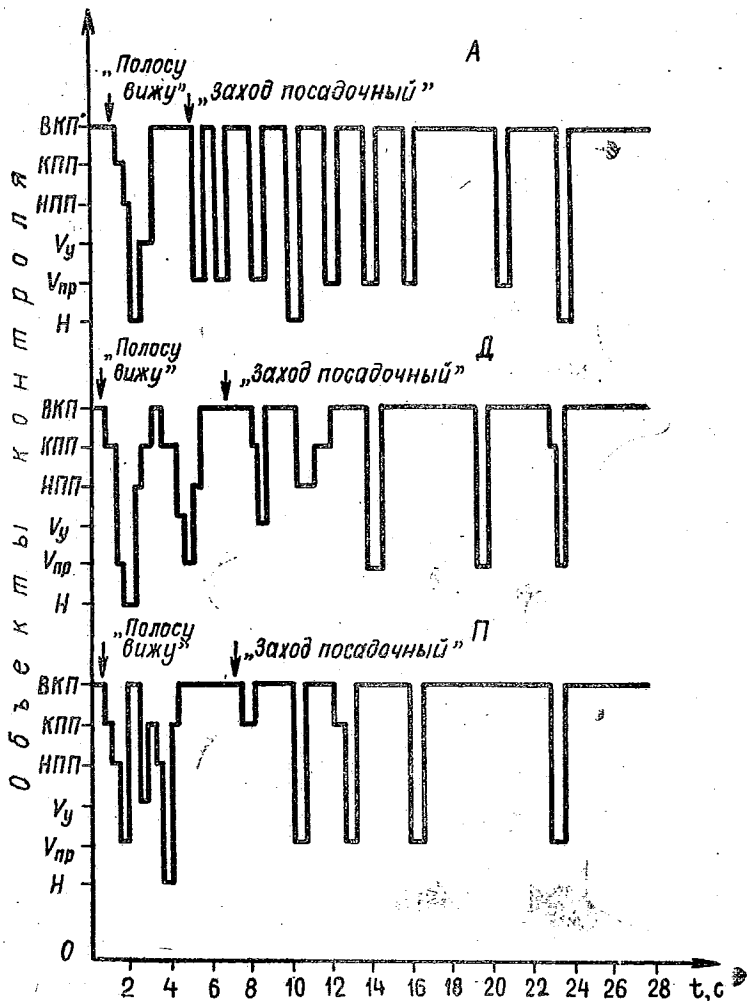 А
„Полосу
вижу”
„Заход посадочный”
ВКП
КПП
НПП
Vу
Vпр
Н
Д
„Полосу
вижу”
„Заход посадочный”
ВКП
КПП
НПП
Vу
Vпр
Н
П
„Полосу
вижу”
„Заход посадочный”
ВКП
КПП
НПП
Vу
Vпр
Н
О
2 4 6 8 10 12 14 16 18 20 22 24 26 28 t, с
Объекты контроля